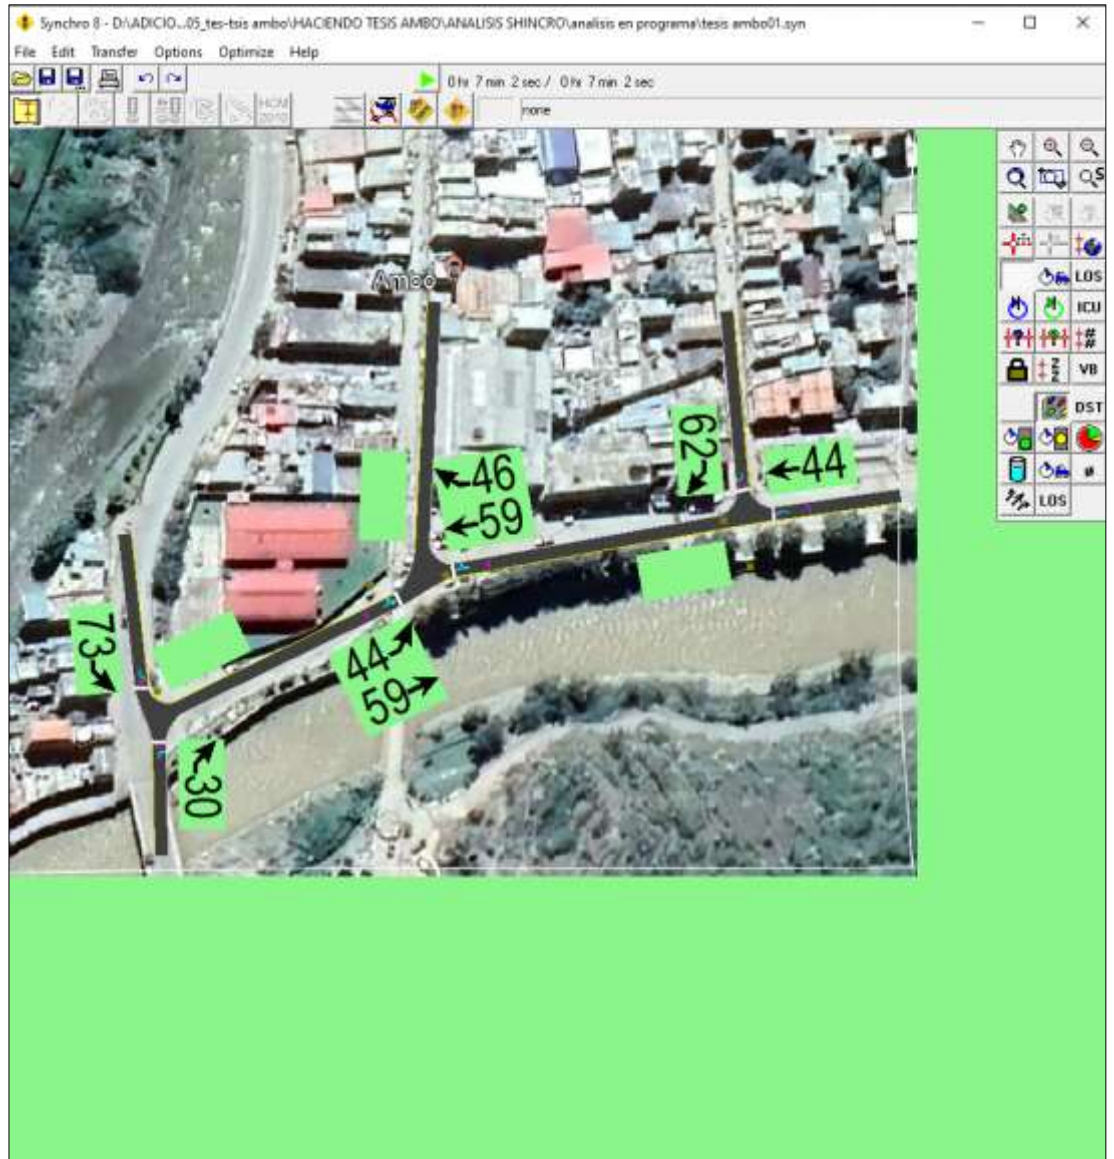 Synchro 8 - D:\ADICIO...05_tes-tsis ambo\HACIENDO TESIS AMBO\ANALISIS SHINCRO\analisis en programa\tesis ambo01.syn
File Edit Transfer Options Optimize Help
0 hr 7 min 2 sec / 0 hr 7 min 2 sec
HCM
2010
none
S
LOS
ICU
#
#
VB
DST
ø
LOS
Ambo
62
46
44
59
73
44
59
30